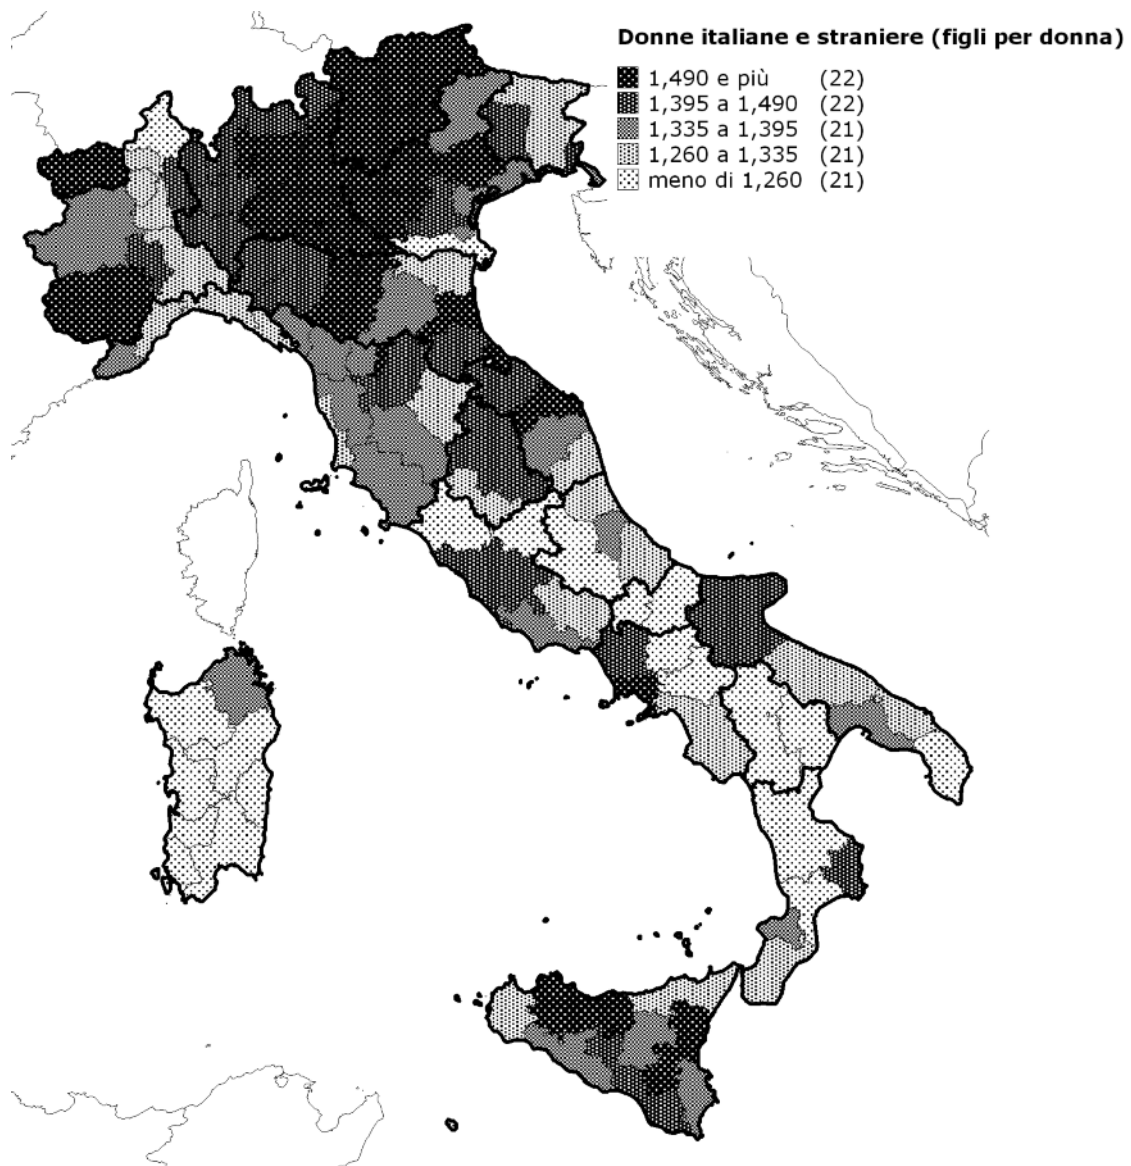 Donne italiane e straniere (figli per donna)
1,490 e più (22)
1,395 a 1,490 (22)
1,335 a 1,395 (21)
1,260 a 1,335 (21)
meno di 1,260 (21)